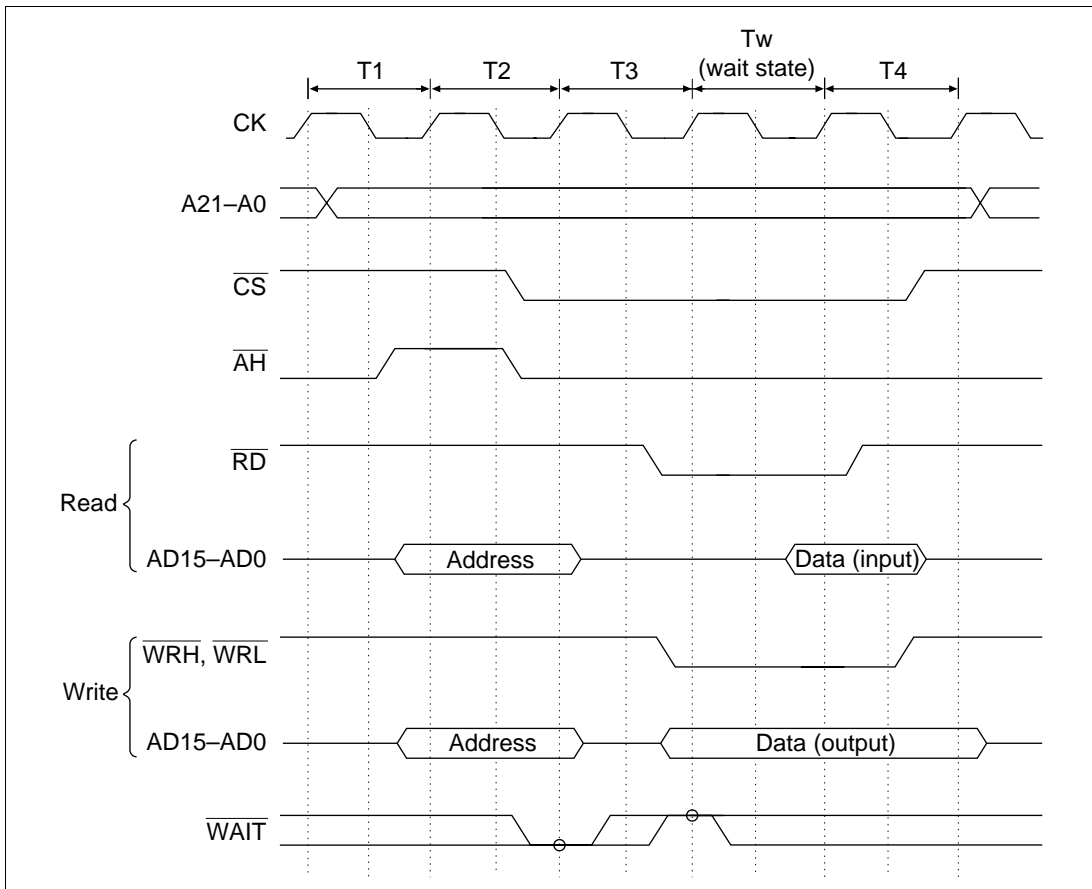 Tw
(wait state)
T1 T2 T3 T4
CK
A21–A0
CS
AH
RD
Read
AD15–AD0 Address Data (input)
WRH, WRL
Write
AD15–AD0 Address Data (output)
WAIT